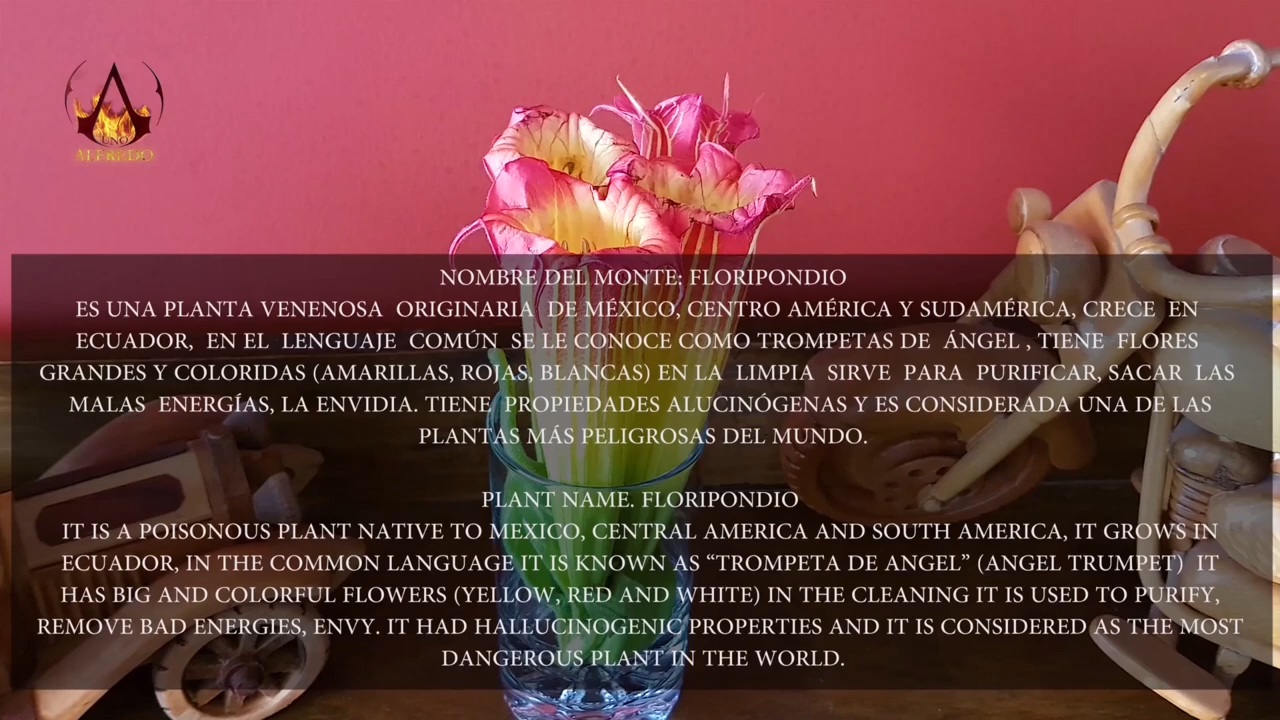 UNO
ALFREDO
NOMBRE DEL MONTE: FLORIPONDIO
ES UNA PLANTA VENENOSA ORIGINARIA DE MÉXICO, CENTRO AMÉRICA Y SUDAMÉRICA, CRECE EN
ECUADOR, EN EL LENGUAJE COMÚN SE LE CONOCE COMO TROMPETAS DE ÁNGEL , TIENE FLORES
GRANDES Y COLORIDAS (AMARILLAS, ROJAS, BLANCAS) EN LA LIMPIA SIRVE PARA PURIFICAR, SACAR LAS
MALAS ENERGÍAS, LA ENVIDIA. TIENE PROPIEDADES ALUCINÓGENAS Y ES CONSIDERADA UNA DE LAS
PLANTAS MÁS PELIGROSAS DEL MUNDO.
PLANT NAME. FLORIPONDIO
IT IS A POISONOUS PLANT NATIVE TO MEXICO, CENTRAL AMERICA AND SOUTH AMERICA, IT GROWS IN
ECUADOR, IN THE COMMON LANGUAGE IT IS KNOWN AS “TROMPETA DE ANGEL” (ANGEL TRUMPET) IT
HAS BIG AND COLORFUL FLOWERS (YELLOW, RED AND WHITE) IN THE CLEANING IT IS USED TO PURIFY,
REMOVE BAD ENERGIES, ENVY. IT HAD HALLUCINOGENIC PROPERTIES AND IT IS CONSIDERED AS THE MOST
DANGEROUS PLANT IN THE WORLD.